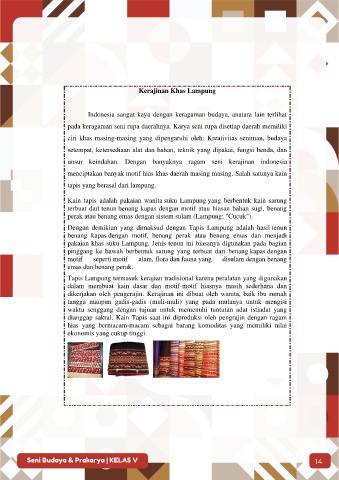 Kerajinan Khas Lampung
Indonesia sangat kaya dengan keragaman budaya, anatara lain terlihat
pada keragaman seni rupa daerahnya. Karya seni rupa disetiap daerah memiliki
ciri khas masing-masing yang dipengaruhi oleh: Kreativitas seniman, budaya
setempat, ketersediaan alat dan bahan, teknik yang dipakai, fungsi benda, dan
unsur keindahan. Dengan banyaknya ragam seni kerajinan indonesia
menciptakan banyak motif hias khas daerah masing masing. Salah satunya kain
tapis yang berasal dari lampung.
Kain tapis adalah pakaian wanita suku Lampung yang berbentuk kain sarung
terbuat dari tenun benang kapas dengan motif atau hiasan bahan sugi, benang
perak atau benang emas dengan sistem sulam (Lampung; "Cucuk").
Dengan demikian yang dimaksud dengan Tapis Lampung adalah hasil tenun
benang kapas dengan motif, benang perak atau benang emas dan menjadi
pakaian khas suku Lampung. Jenis tenun ini biasanya digunakan pada bagian
pinggang ke bawah berbentuk sarung yang terbuat dari benang kapas dengan
motif seperti motif alam, flora dan fauna yang disulam dengan benang
emas dan benang perak.
Tapis Lampung termasuk kerajian tradisional karena peralatan yang digunakan
dalam membuat kain dasar dan motif-motif hiasnya masih sederhana dan
dikerjakan oleh pengerajin. Kerajinan ini dibuat oleh wanita, baik ibu rumah
tangga maupun gadis-gadis (muli-muli) yang pada mulanya untuk mengisi
waktu senggang dengan tujuan untuk memenuhi tuntutan adat istiadat yang
dianggap sakral. Kain Tapis saat ini diproduksi oleh pengrajin dengan ragam
hias yang bermacam-macam sebagai barang komoditas yang memiliki nilai
ekonomis yang cukup tinggi.
Seni Budaya & Prakarya | KELAS V
14